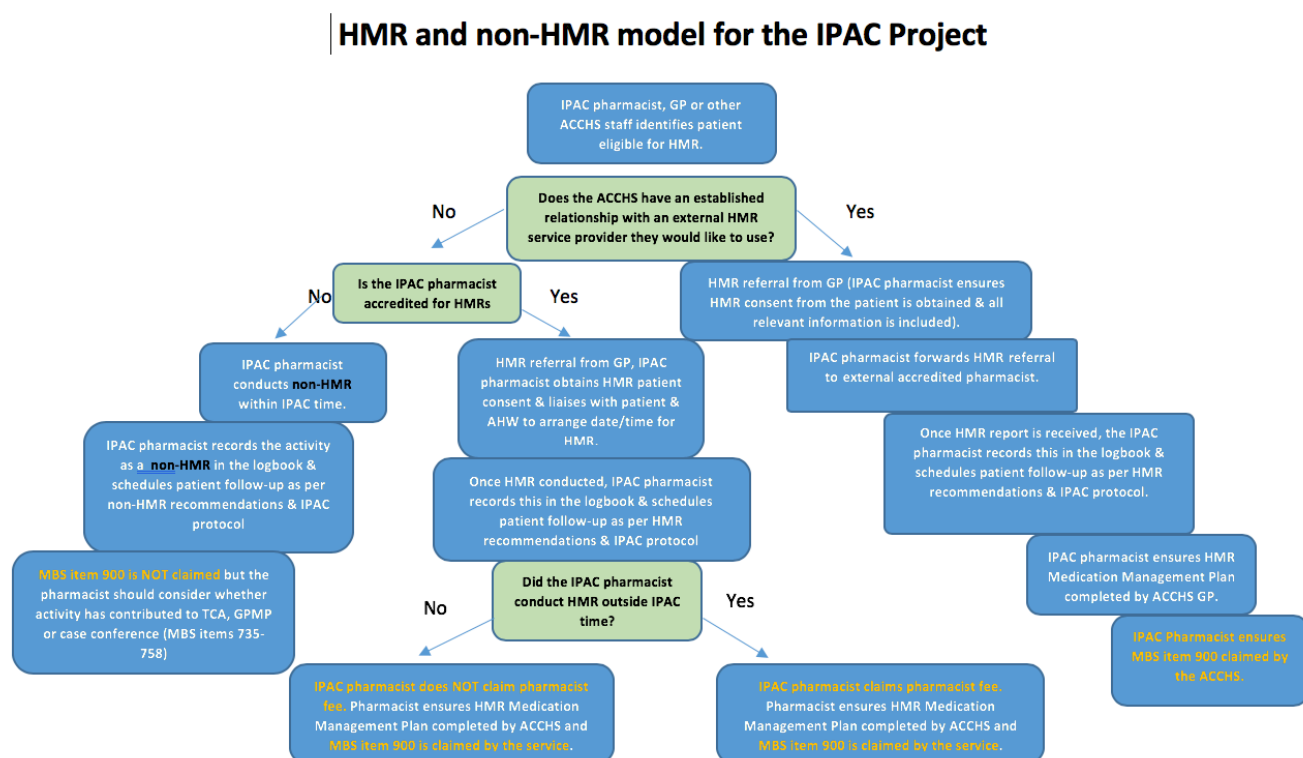 HMR and non-HMR model for the IPAC Project
IPAC pharmacist, GP or other
ACCHS staff identifies patient
eligible for HMR.
Does the ACCHS have an established
relationship with an external HMR
service provider they would like to use?
No
Yes
Is the IPAC pharmacist
accredited for HMRs
No
Yes
HMR referral from GP (IPAC pharmacist ensures
HMR consent from the patient is obtained & all
relevant information is included).
IPAC pharmacist
conducts non-HMR
within IPAC time.
HMR referral from GP, IPAC
pharmacist obtains HMR patient
consent & liaises with patient &
AHW to arrange date/time for
HMR.
IPAC pharmacist forwards HMR referral
to external accredited pharmacist.
IPAC pharmacist records the activity
as a non-HMR in the logbook &
schedules patient follow-up as per
non-HMR recommendations & IPAC
protocol
Once HMR conducted, IPAC pharmacist
records this in the logbook & schedules
patient follow-up as per HMR
recommendations & IPAC protocol
Once HMR report is received, the IPAC
pharmacist records this in the logbook &
schedules patient follow-up as per HMR
recommendations & IPAC protocol.
MBS item 900 is NOT claimed but the
pharmacist should consider whether
activity has contributed to TCA, GPMP
or case conference (MBS items 735-
758)
Did the IPAC pharmacist
conduct HMR outside IPAC
time?
No
Yes
IPAC pharmacist ensures HMR
Medication Management Plan
completed by ACCHS GP.
IPAC Pharmacist ensures
MBS item 900 claimed by
the ACCHS.
IPAC pharmacist does NOT claim pharmacist
fee. Pharmacist ensures HMR Medication
Management Plan completed by ACCHS and
MBS item 900 is claimed by the service.
IPAC pharmacist claims pharmacist fee.
Pharmacist ensures HMR Medication
Management Plan completed by ACCHS and
MBS item 900 is claimed by the service.